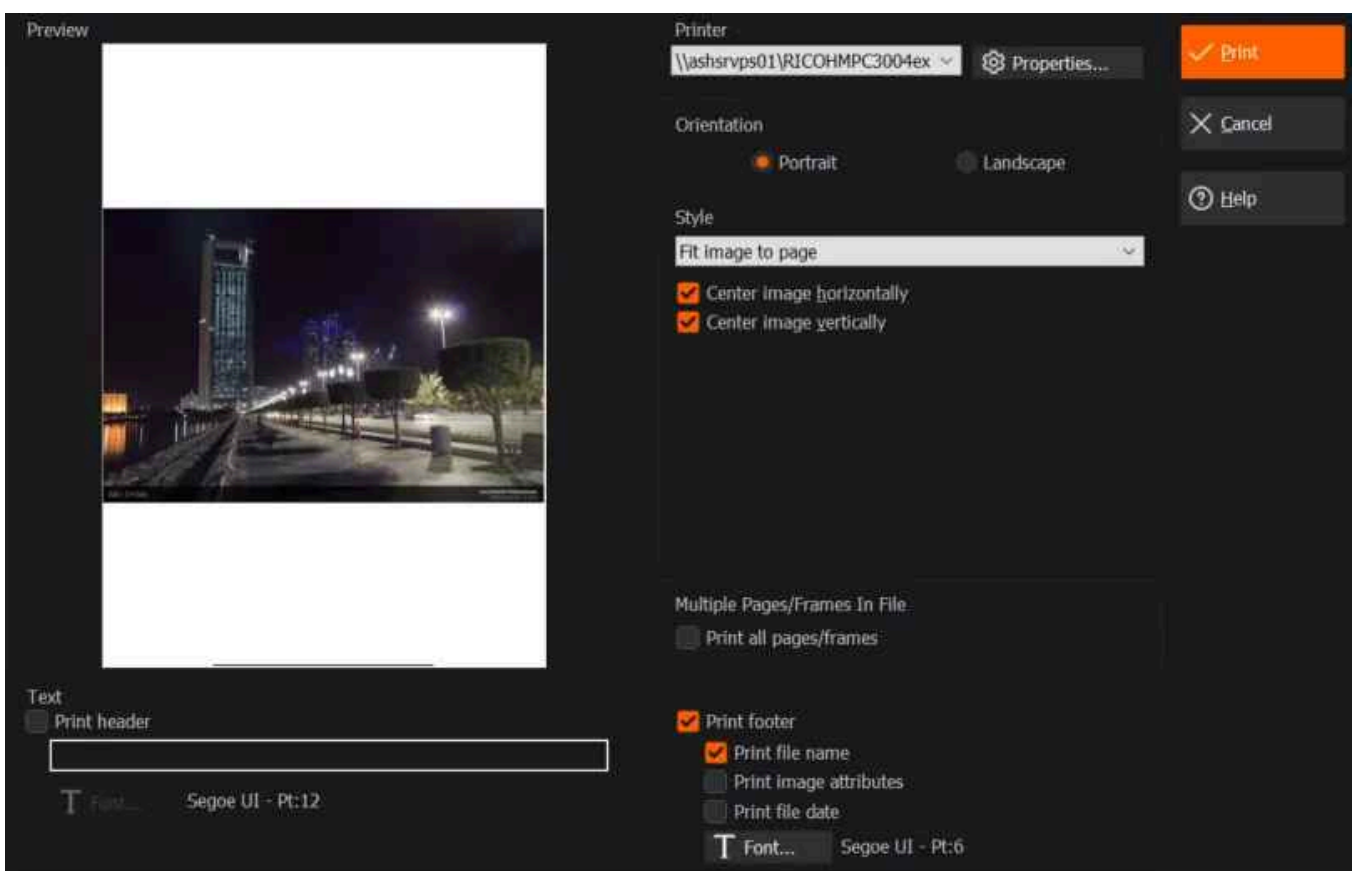 Preview
Printer
\\ashsrvps01\RICOHMPC3004ex
Properties...
Print
Orientation
Cancel
Portrait
Landscape
Help
Style
Fit image to page
Center image horizontally
Center image vertically
Multiple Pages/Frames In File
Print all pages/frames
Text
Print header
Print footer
Print file name
Print image attributes
Print file date
T Font...
Segoe UI - Pt:12
T Font...
Segoe UI - Pt:6